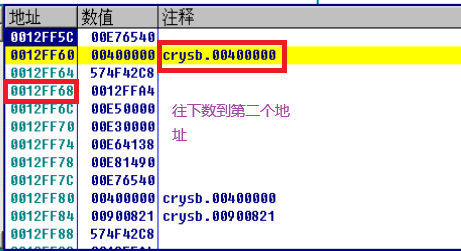 地址 数值 注释
0012FF5C 00E76540
0012FF60 00400000 crysb.00400000
0012FF64 574F42C8
0012FF68 0012FFA4
0012FF6C 00E50000
往下数到第二个地
0012FF70 00E30000
址
0012FF74 00E64138
0012FF78 00E81490
0012FF7C 00E76540
0012FF80 00400000 crysb.00400000
0012FF84 00900821 crysb.00900821
0012FF88 574F42C8